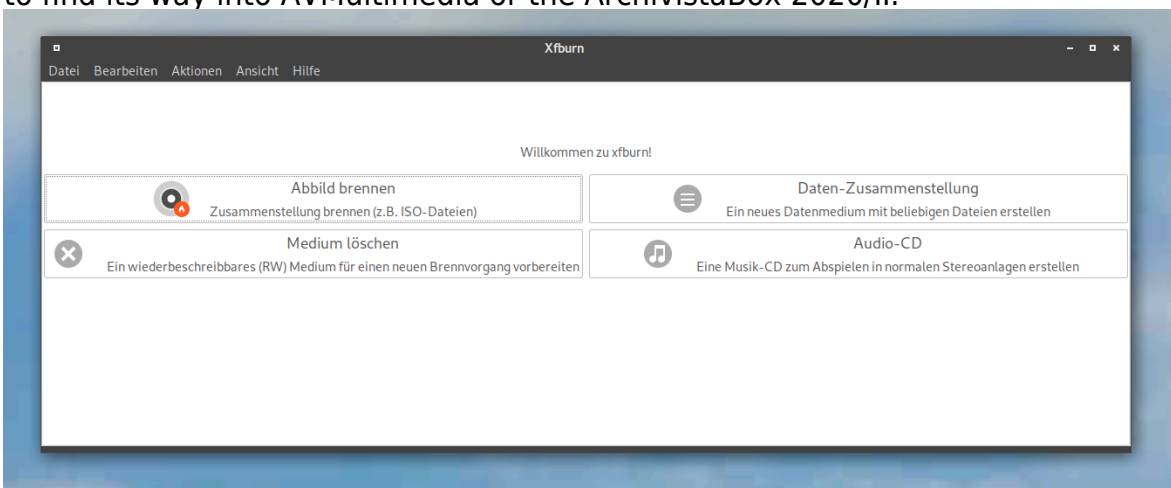 to find its way into AVMultimedia or the ArchivistaBox 2020/II.
Xfburn
Datei Bearbeiten Aktionen Ansicht Hilfe
Willkommen zu xfburn!
Abbild brennen
Zusammenstellung brennen (z.B. ISO-Dateien)
Daten-Zusammenstellung
Ein neues Datenmedium mit beliebigen Dateien erstellen
Medium löschen
Ein wiederbeschreibbares (RW) Medium für einen neuen Brennvorgang vorbereiten
Audio-CD
Eine Musik-CD zum Abspielen in normalen Stereoanlagen erstellen